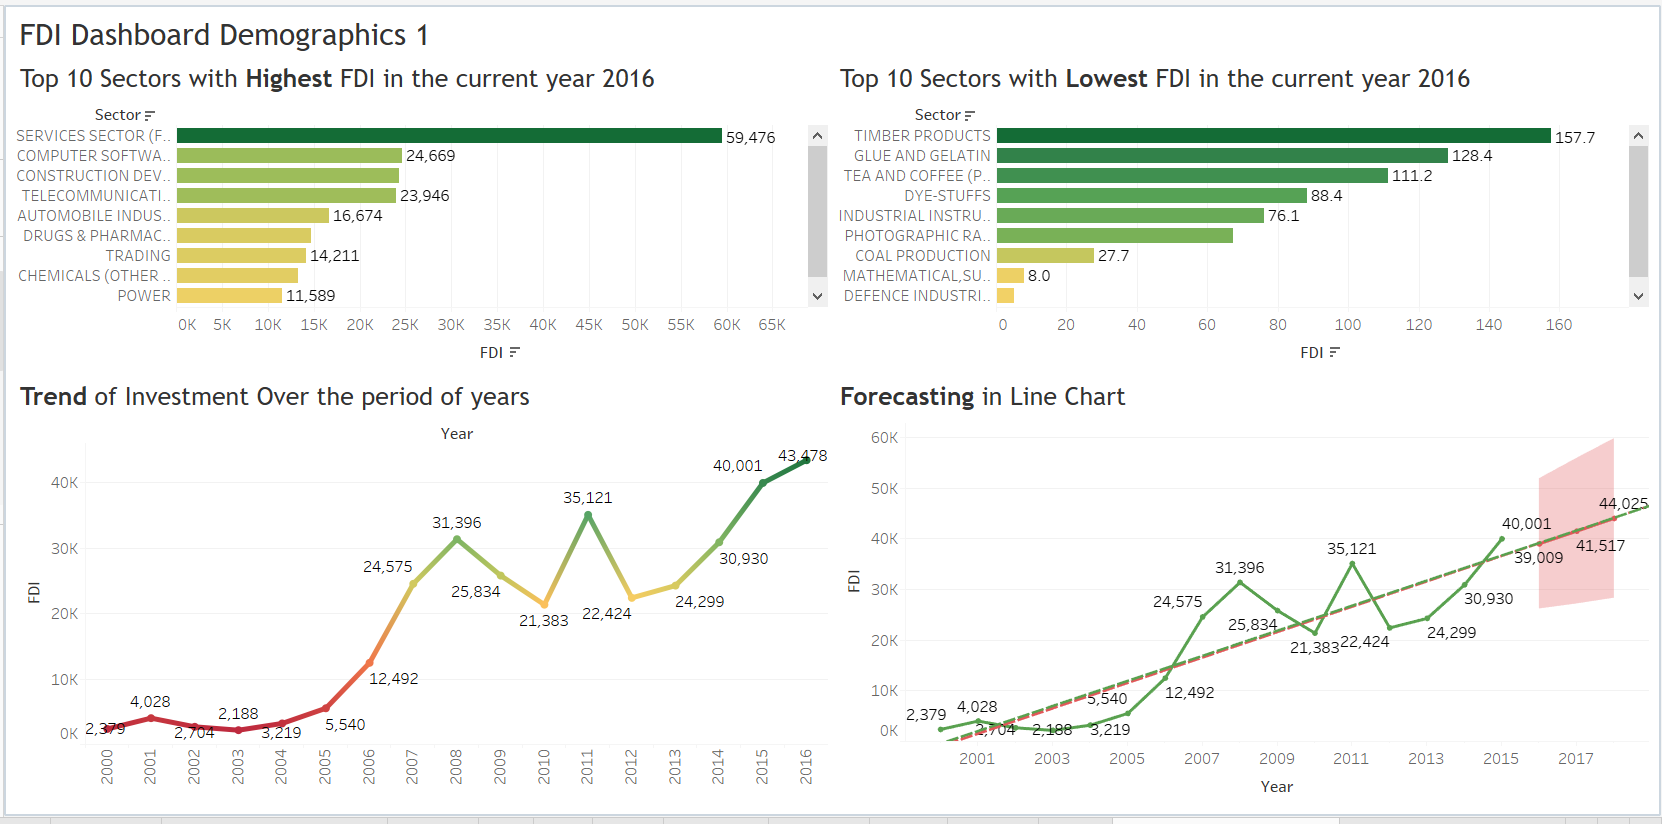 FDI Dashboard Demographics 1
Top 10 Sectors with Highest FDI in the current year 2016
Sector
SERVICES SECTOR (F.. 59,476
COMPUTER SOFTWA.. 24,669
CONSTRUCTION DEV..
TELECOMMUNICATI.. 23,946
AUTOMOBILE INDUS.. 16,674
DRUGS & PHARMAC..
TRADING 14,211
CHEMICALS (OTHER ..
POWER 11,589
0K 5K 10K 15K 20K 25K 30K 35K 40K 45K 50K 55K 60K 65K
FDI
Top 10 Sectors with Lowest FDI in the current year 2016
Sector
TIMBER PRODUCTS 157.7
GLUE AND GELATIN 128.4
TEA AND COFFEE (P.. 111.2
DYE-STUFFS 88.4
INDUSTRIAL INSTRU.. 76.1
PHOTOGRAPHIC RA..
COAL PRODUCTION 27.7
MATHEMATICAL,SU.. 8.0
DEFENCE INDUSTRI..
0 20 40 60 80 100 120 140 160
FDI
Trend of Investment Over the period of years
Year
43,478
40,001
40K
35,121
31,396
30K
30,930
24,575
25,834
24,299
22,424
21,383
20K
12,492
10K
4,028
2,188
5,540
2,379
2,704
3,219
0K
FDI
2000 2001 2002 2003 2004 2005 2006 2007 2008 2009 2010 2011 2012 2013 2014 2015 2016
Forecasting in Line Chart
60K
50K
44,025
40,001
40K
41,517
35,121
39,009
31,396
30K
30,930
24,575
25,834
24,299
20K
22,424
21,383
12,492
10K
5,540
4,028
2,379
2,704
2,188
3,219
0K
FDI
2001 2003 2005 2007 2009 2011 2013 2015 2017
Year